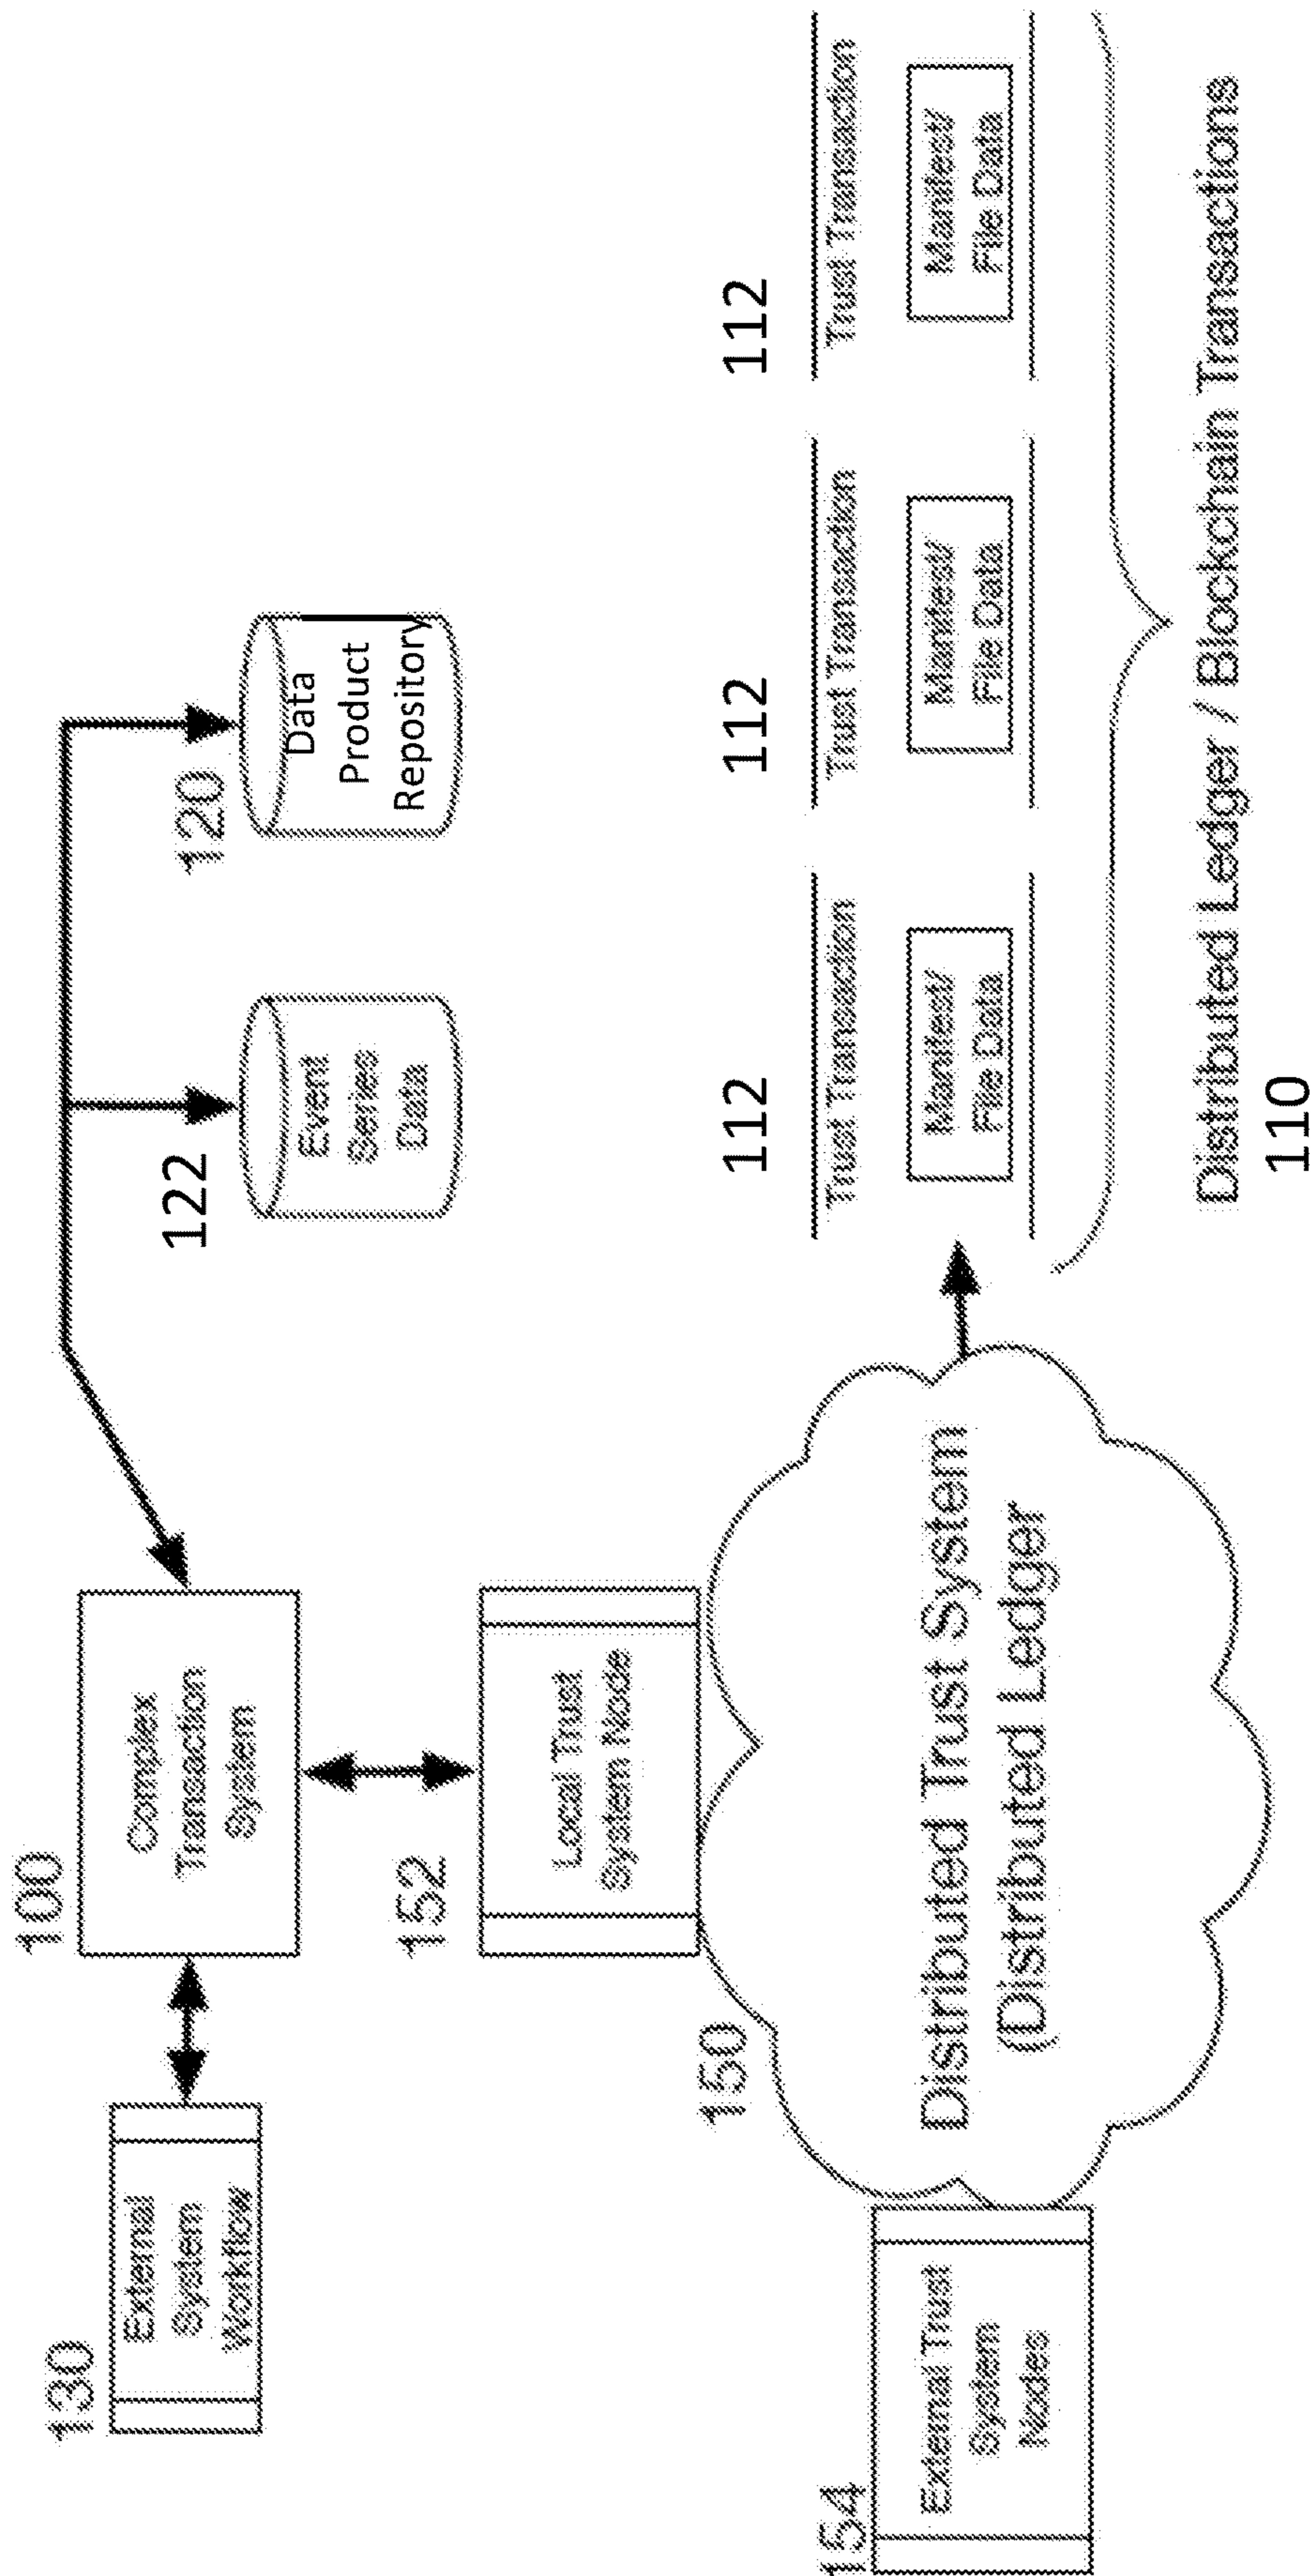 130
External
System
Workflow
100
Complex
Transaction
System
122
Event
Series
Data
120
Data
Product
Repository
152
Local Trust
System Node
154
External Trust
System
Nodes
150
Distributed Trust System
(Distributed Ledger
112
Trust Transaction
Manifest/
File Data
112
Trust Transaction
Manifest/
File Data
112
Trust Transaction
Manifest/
File Data
Distributed Ledger / Blockchain Transactions
110